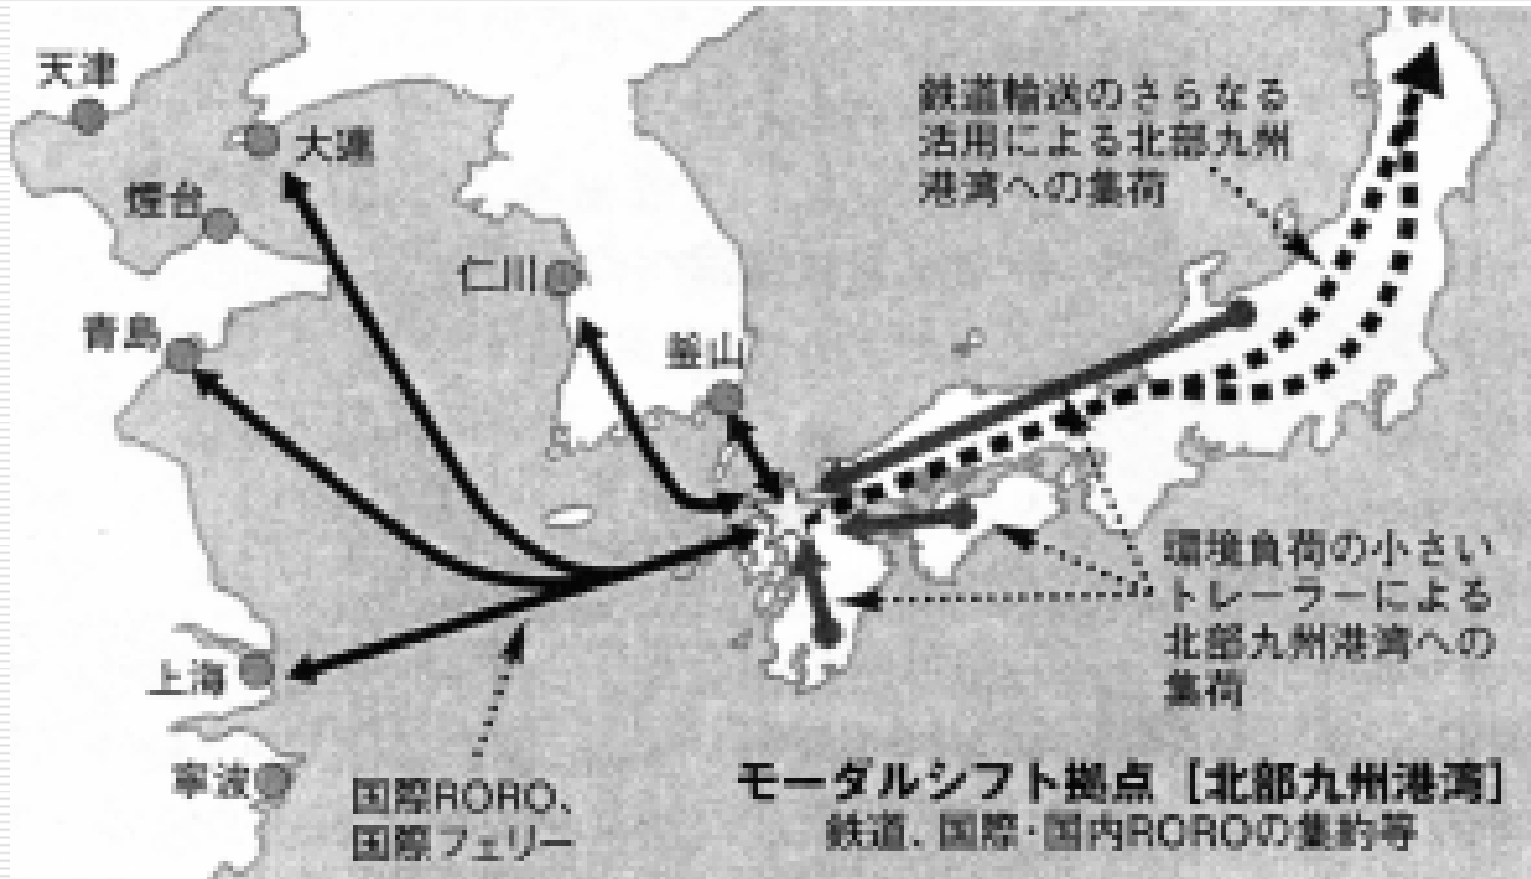 天津
大連
煙台
仁川
青島
釜山
上海
寧波
鉄道輸送のさらなる
活用による北部九州
港湾への集荷
環境負荷の小さい
トレーラーによる
北部九州港湾への
集荷
国際RORO、
国際フェリー
モーダルシフト拠点［北部九州港湾］
鉄道、国際・国内ROROの集約等